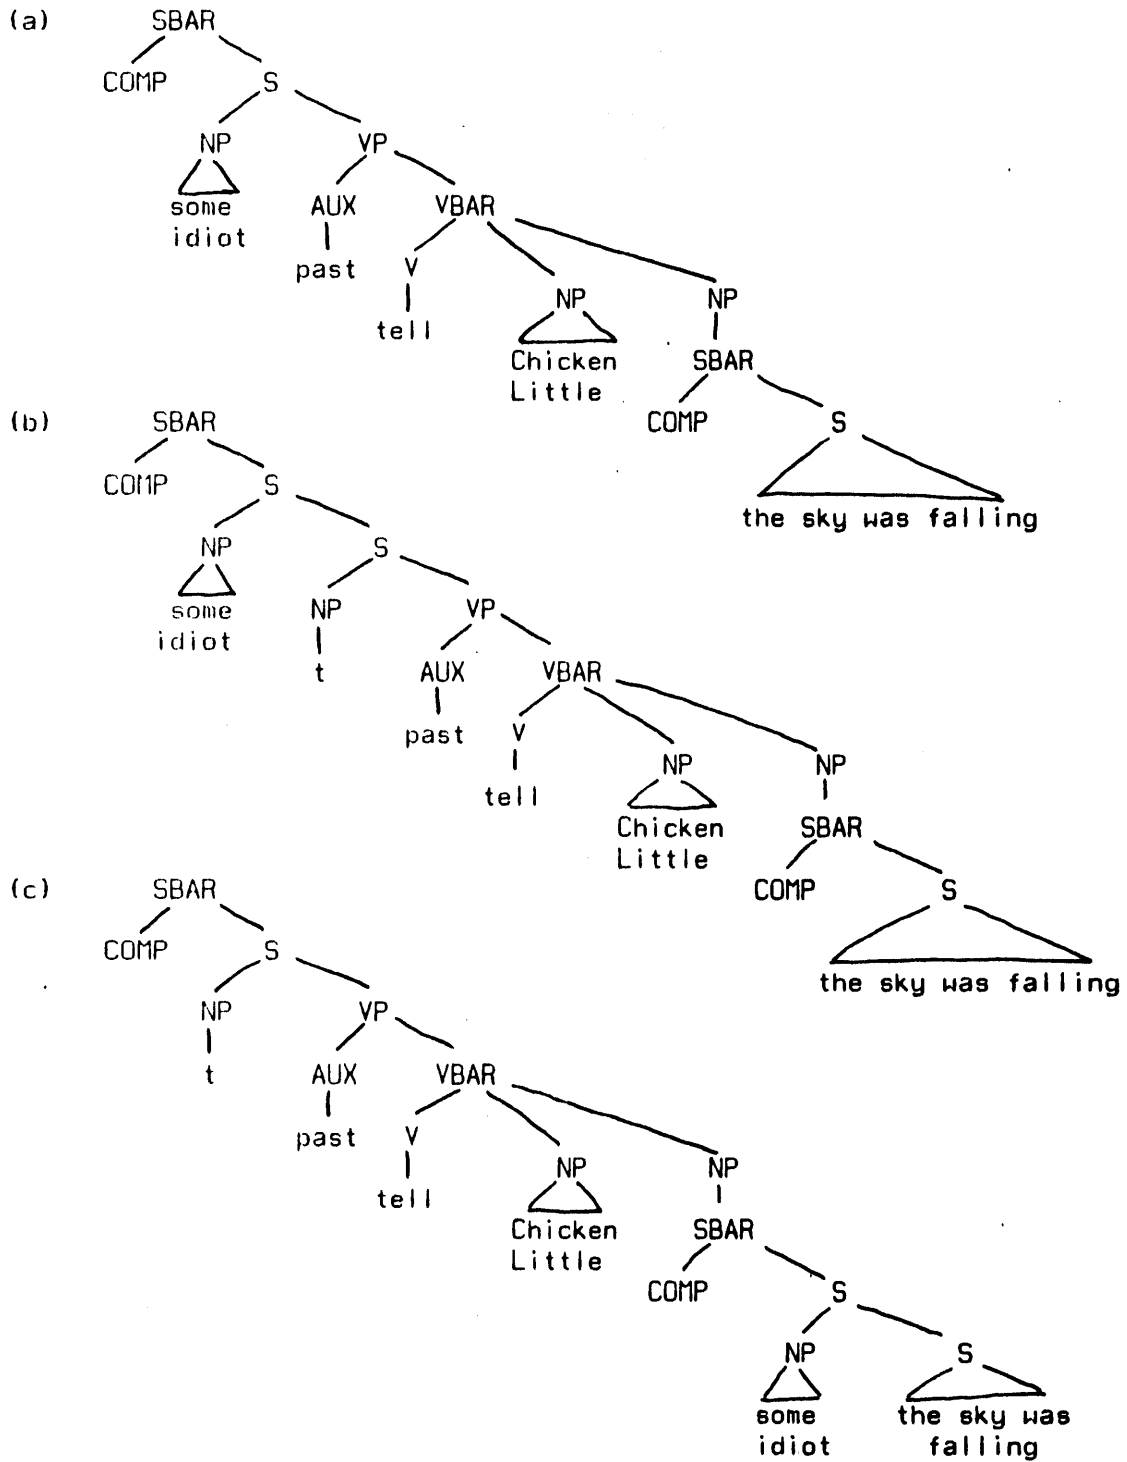 (a) SBAR
COMP S
NP VP
some AUX VBAR
idiot
past V NP NP
tell
Chicken SBAR
Little
COMP S
the sky was falling
(b) SBAR
COMP S
NP S
some NP VP
idiot
t AUX VBAR
past V NP NP
tell
Chicken SBAR
Little
COMP S
the sky was falling
(c) SBAR
COMP S
NP VP
t AUX VBAR
past V NP NP
tell
Chicken SBAR
Little
COMP S
NP S
some the sky was
idiot falling